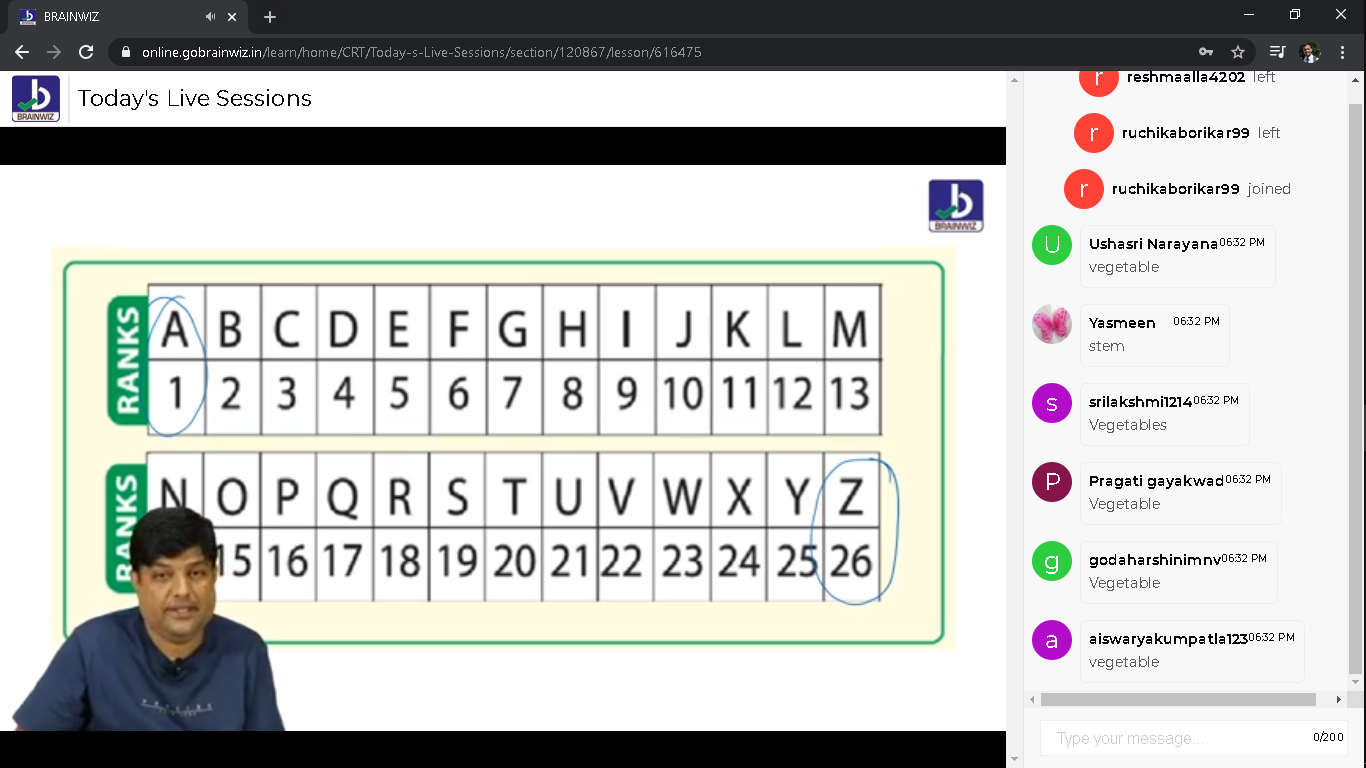 BRAINWIZ
online.gobrainwiz.in/learn/home/CRT/Today-s-Live-Sessions/section/120867/lesson/616475
b
BRAINWIZ
Today's Live Sessions
b
BRAINWIZ
RANKS
A B C D E F G H I J K L M
1 2 3 4 5 6 7 8 9 10 11 12 13
RANKS
N O P Q R S T U V W X Y Z
15 16 17 18 19 20 21 22 23 24 25 26
r reshmaalla4202 left
r ruchikaborikar99 left
r ruchikaborikar99 joined
U Ushasri Narayana 06:32 PM
vegetable
Yasmeen 06:32 PM
stem
s srilakshmi1214 06:32 PM
Vegetables
P Pragati gayakwad 06:32 PM
Vegetable
g godaharshinimnv 06:32 PM
Vegetable
a aiswaryakumpatla123 06:32 PM
vegetable
Type your message... 0/200